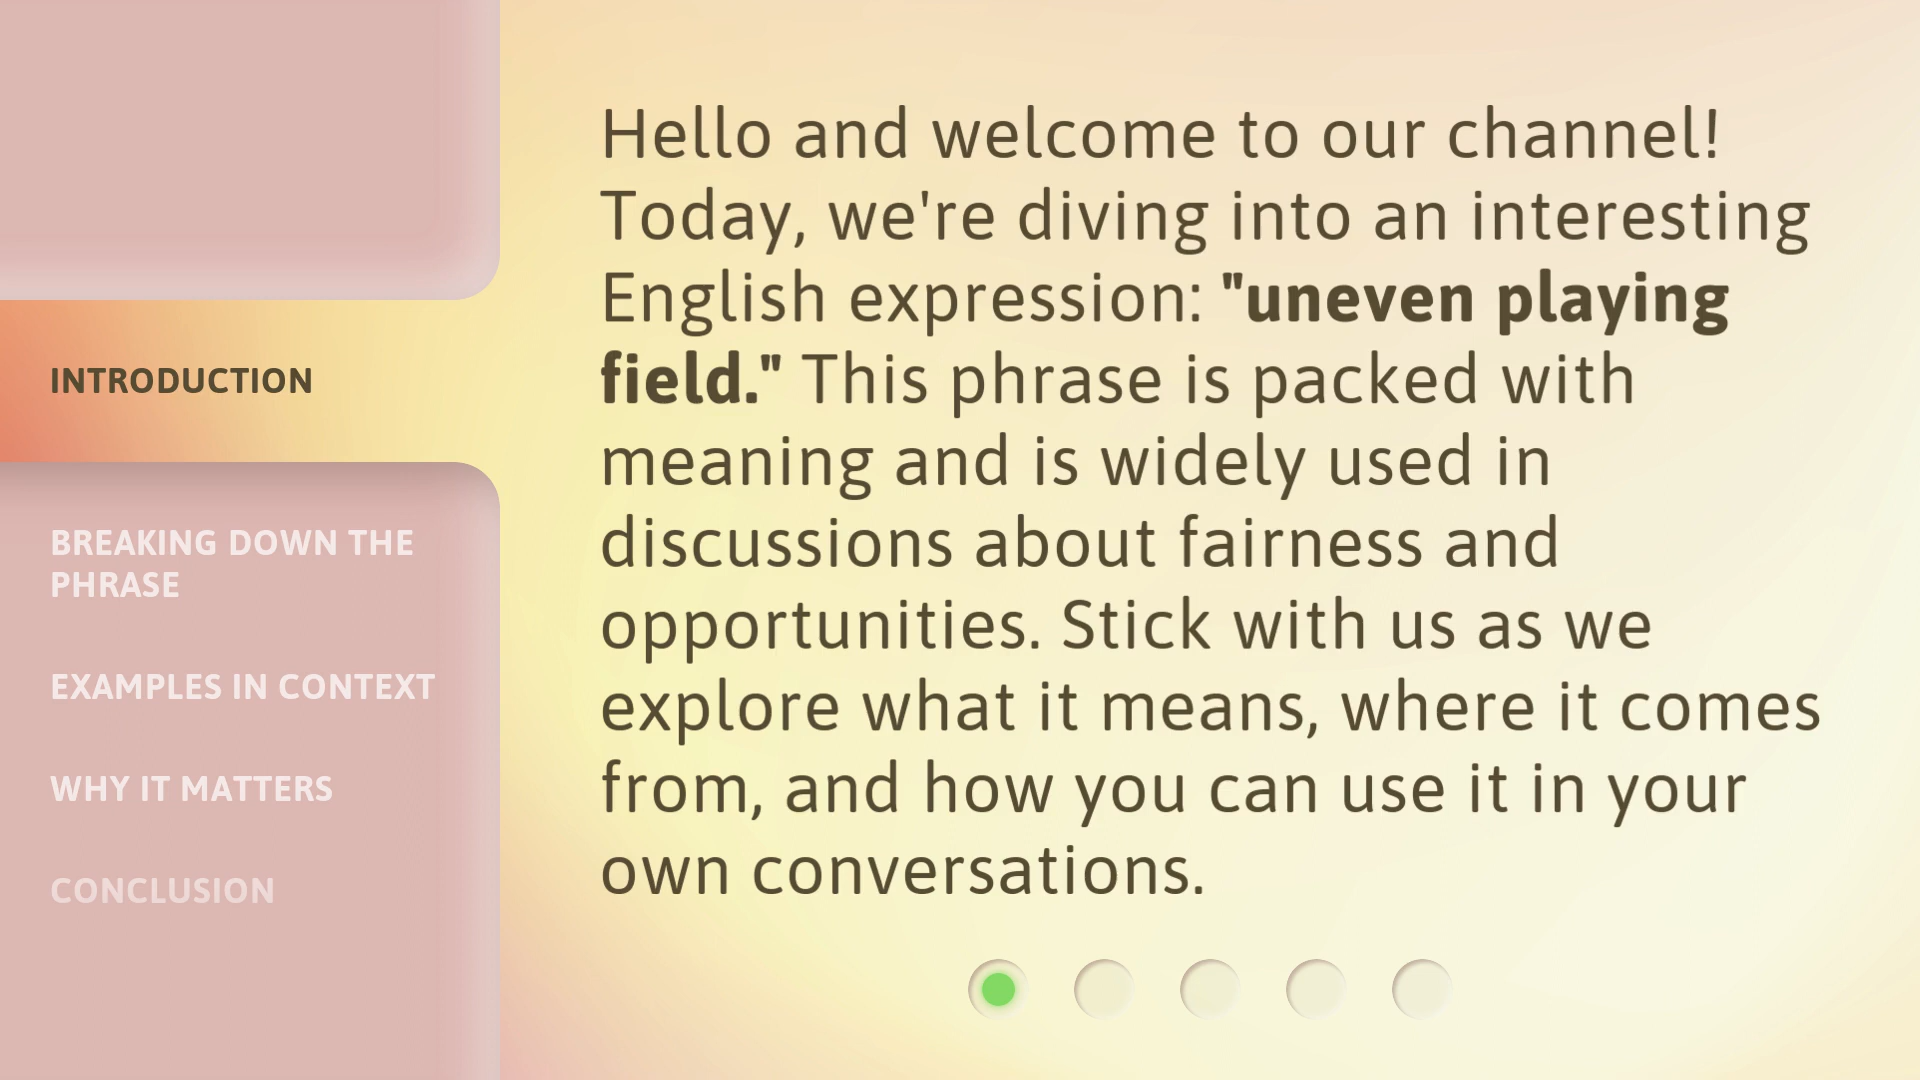 INTRODUCTION
BREAKING DOWN THE
PHRASE
EXAMPLES IN CONTEXT
WHY IT MATTERS
CONCLUSION
Hello and welcome to our channel!
Today, we're diving into an interesting
English expression: "uneven playing
field." This phrase is packed with
meaning and is widely used in
discussions about fairness and
opportunities. Stick with us as we
explore what it means, where it comes
from, and how you can use it in your
own conversations.